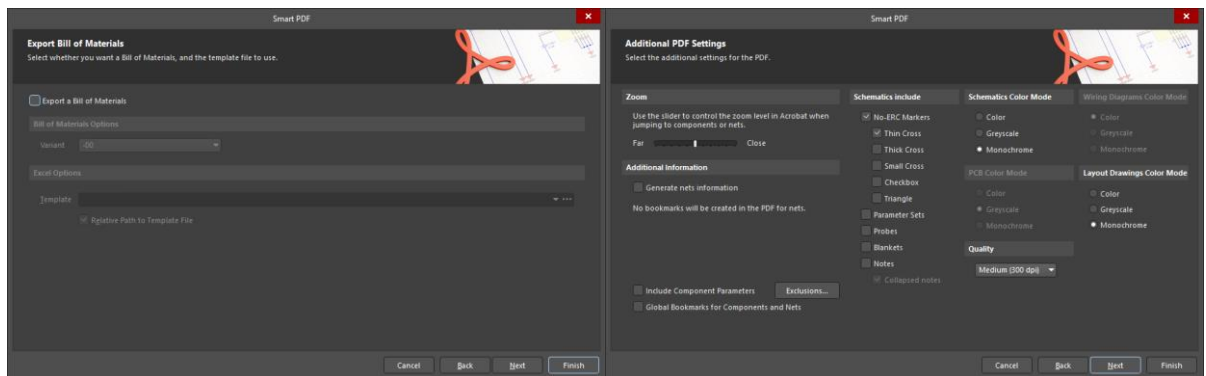 Smart PDF
Export Bill of Materials
Select whether you want a Bill of Materials, and the template file to use.
Export a Bill of Materials
Bill of Materials Options
Variant -00
Excel Options
Template
Relative Path to Template File
Cancel Back Next Finish
Smart PDF
Additional PDF Settings
Select the additional settings for the PDF.
Zoom
Use the slider to control the zoom level in Acrobat when
jumping to components or nets.
Far Close
Additional Information
Generate nets information
No bookmarks will be created in the PDF for nets.
Include Component Parameters Exclusions...
Global Bookmarks for Components and Nets
Schematics include
No-ERC Markers
Thin Cross
Thick Cross
Small Cross
Checkbox
Triangle
Parameter Sets
Probes
Blankets
Notes
Collapsed notes
Schematics Color Mode
Color
Greyscale
Monochrome
PCB Color Mode
Color
Greyscale
Monochrome
Quality
Medium (300 dpi)
Wiring Diagrams Color Mode
Color
Greyscale
Monochrome
Layout Drawings Color Mode
Color
Greyscale
Monochrome
Cancel Back Next Finish